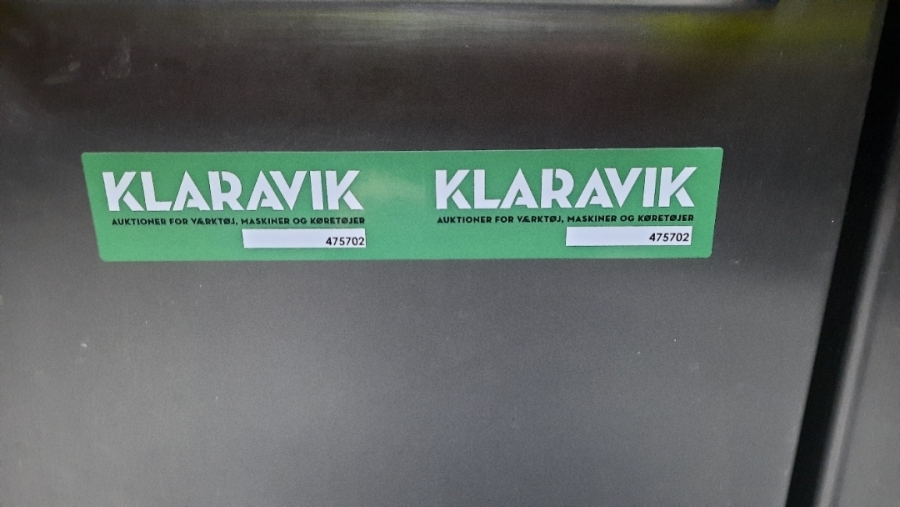 KLARAVIK
AUKTIONER FOR VÆRKTØJ, MASKINER OG KØRETØJER
475702
KLARAVIK
AUKTIONER FOR VÆRKTØJ, MASKINER OG KØRETØJER
475702